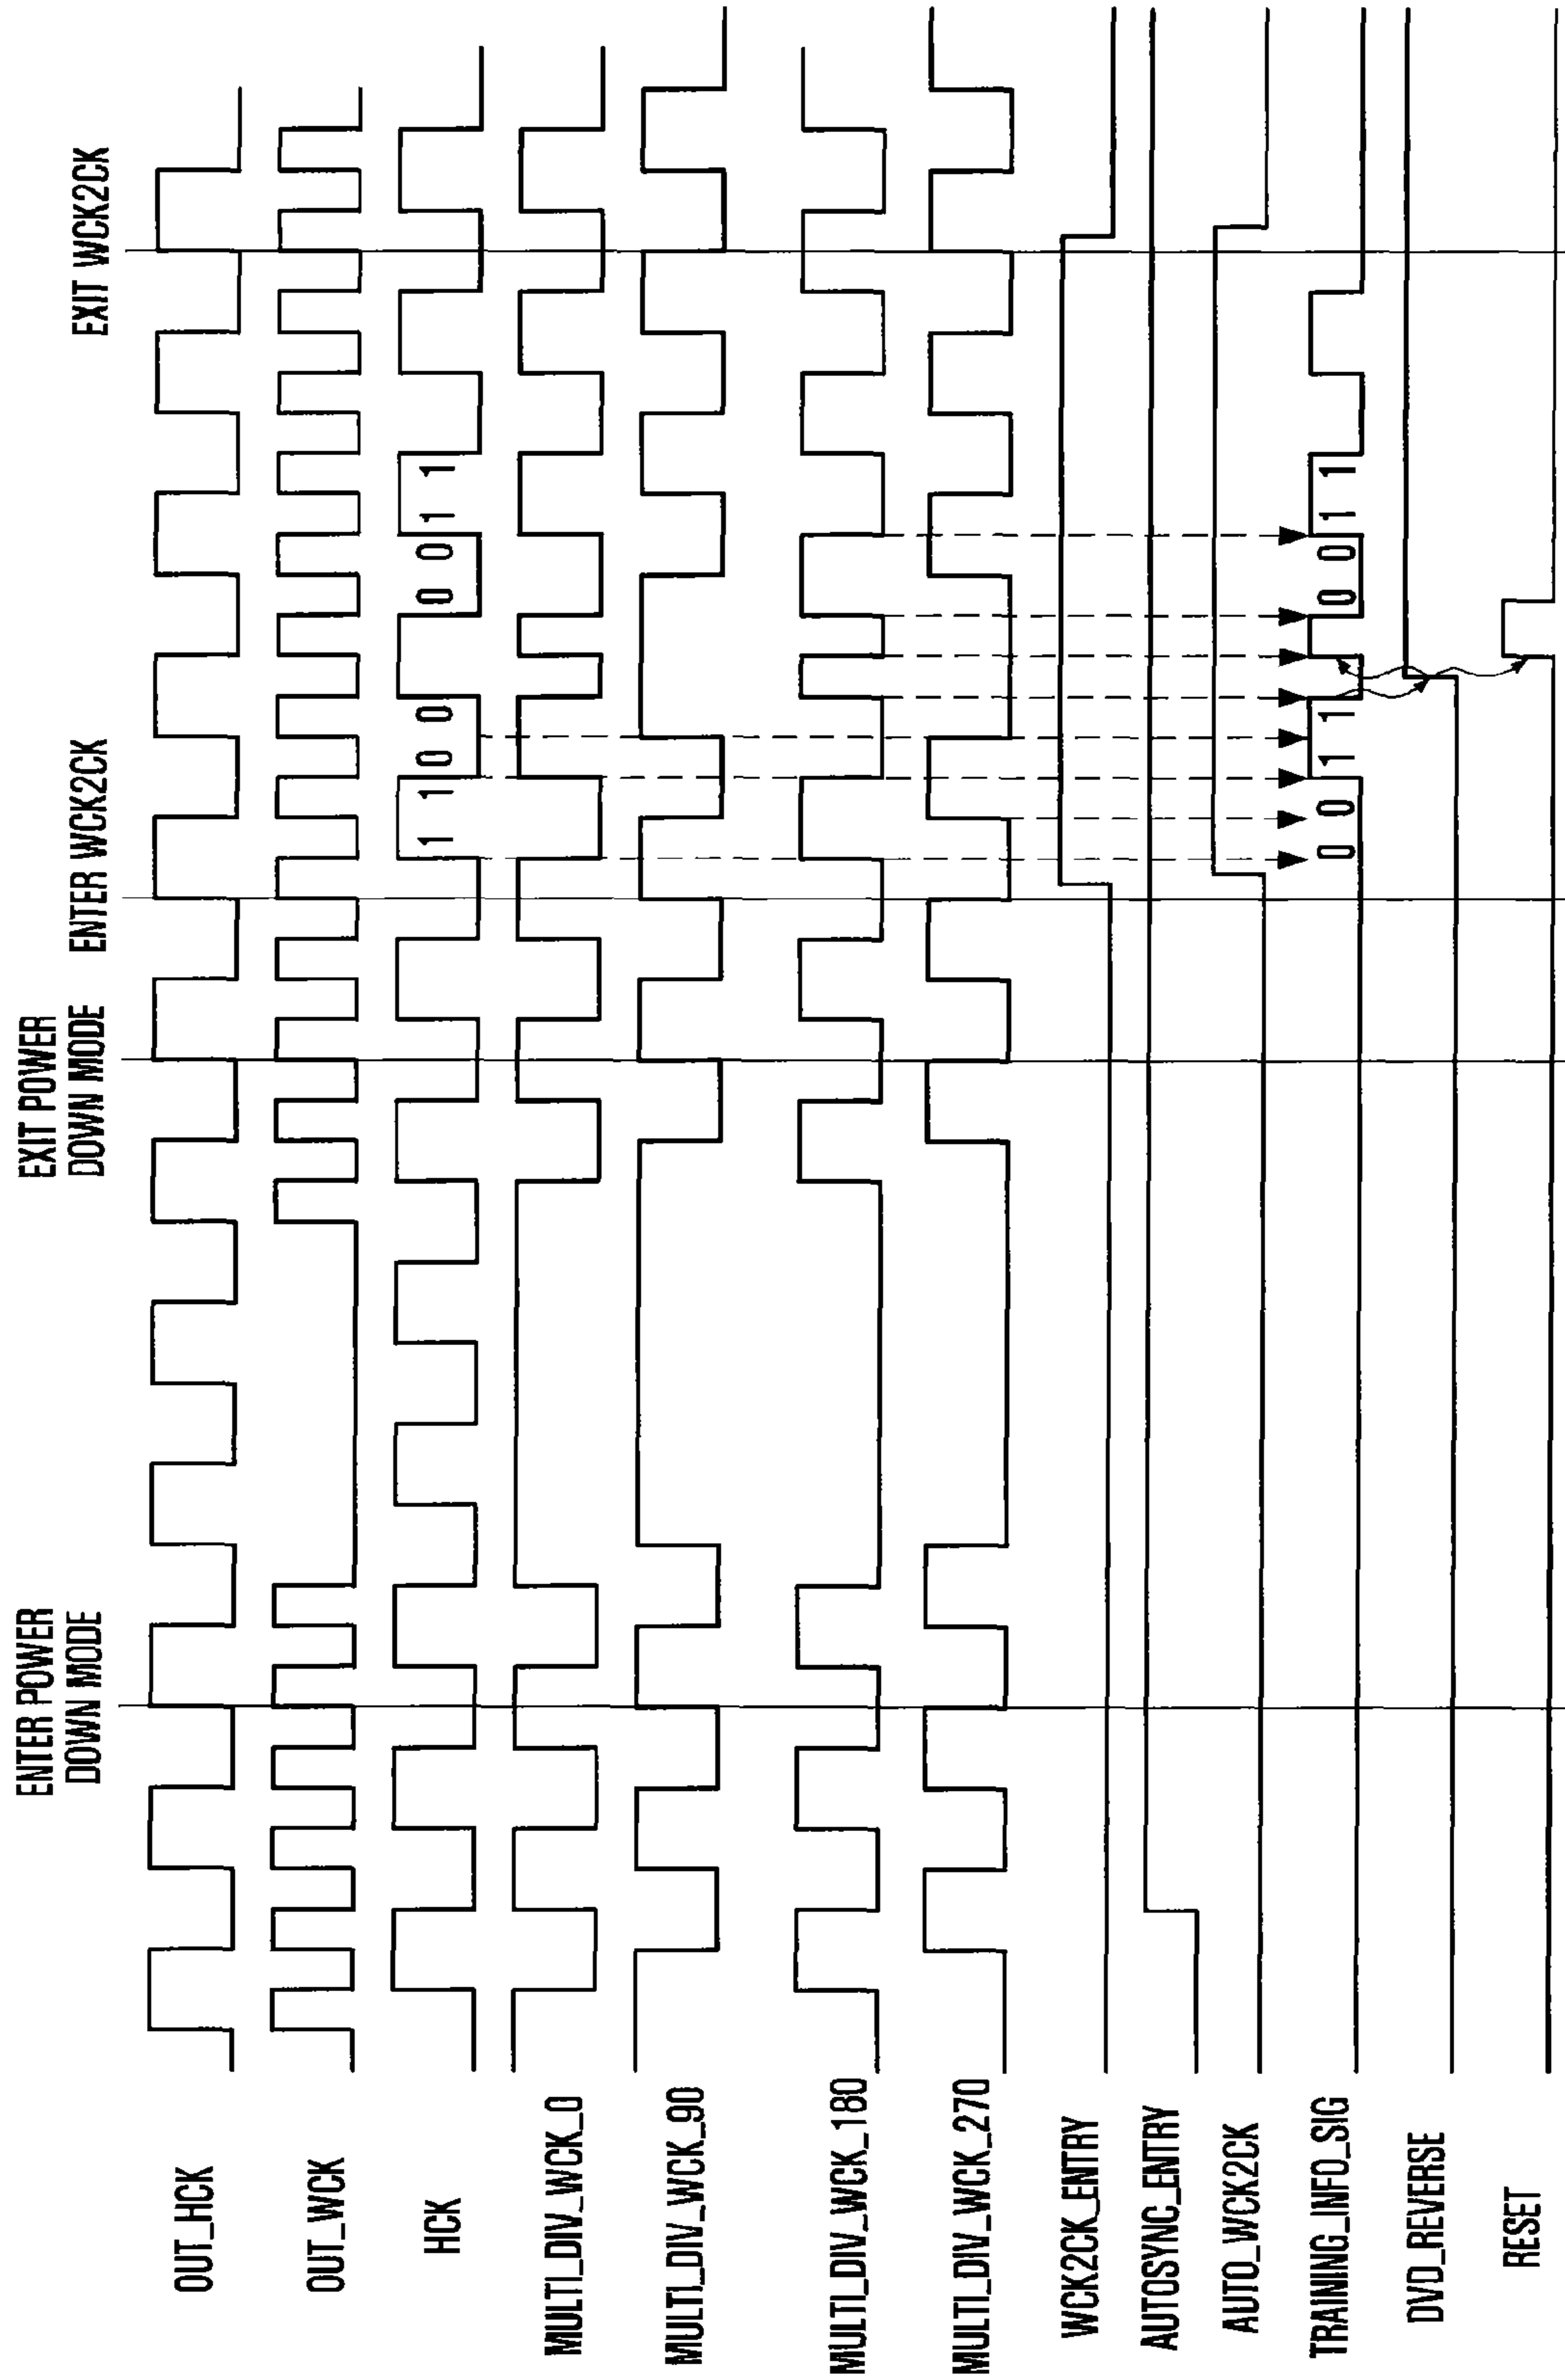 ENTER POWER
DOWN MODE
EXIT POWER
DOWN MODE
ENTER WCK2CK
EXIT WCK2CK
OUT_HCK
OUT_WCK
HCK
1 1 0 0
0 0 1 1
MULTI_DIV_WCK_0
MULTI_DIV_WCK_90
MULTI_DIV_WCK_180
MULTI_DIV_WCK_270
WCK2CK_ENTRY
AUTOSYNC_ENTRY
AUTO_WCK2CK
TRAINING_INFO_SIG
0 0 1 1
0 0 1 1
DVD_REVERSE
RESET